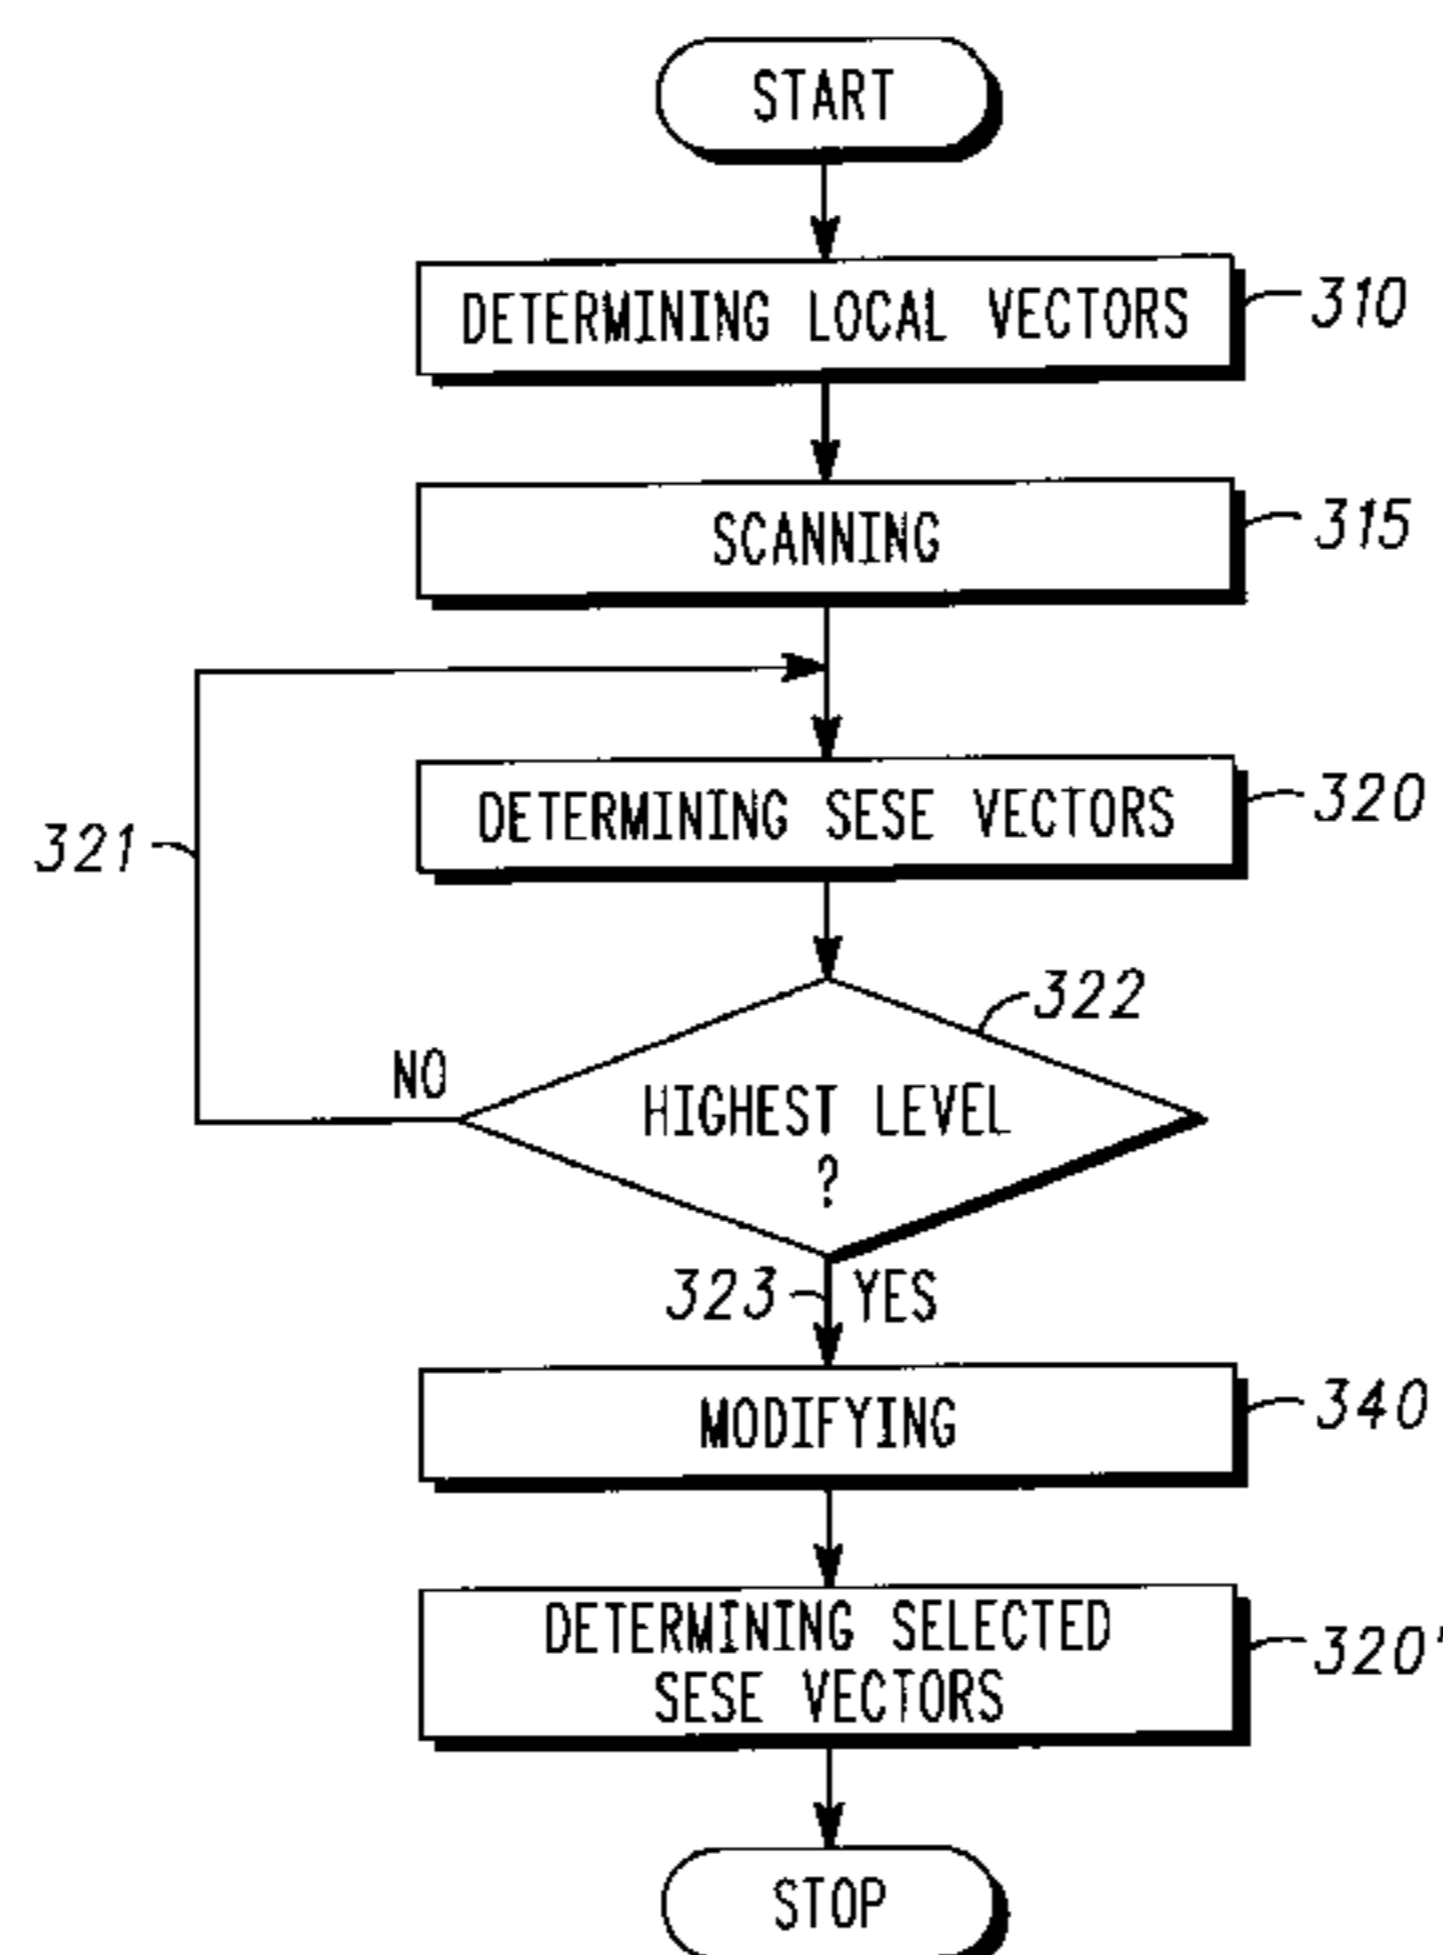 START
DETERMINING LOCAL VECTORS
310
SCANNING
315
DETERMINING SESE VECTORS
320
321
322
NO
HIGHEST LEVEL
?
323
YES
MODIFYING
340
DETERMINING SELECTED
SESE VECTORS
320'
STOP